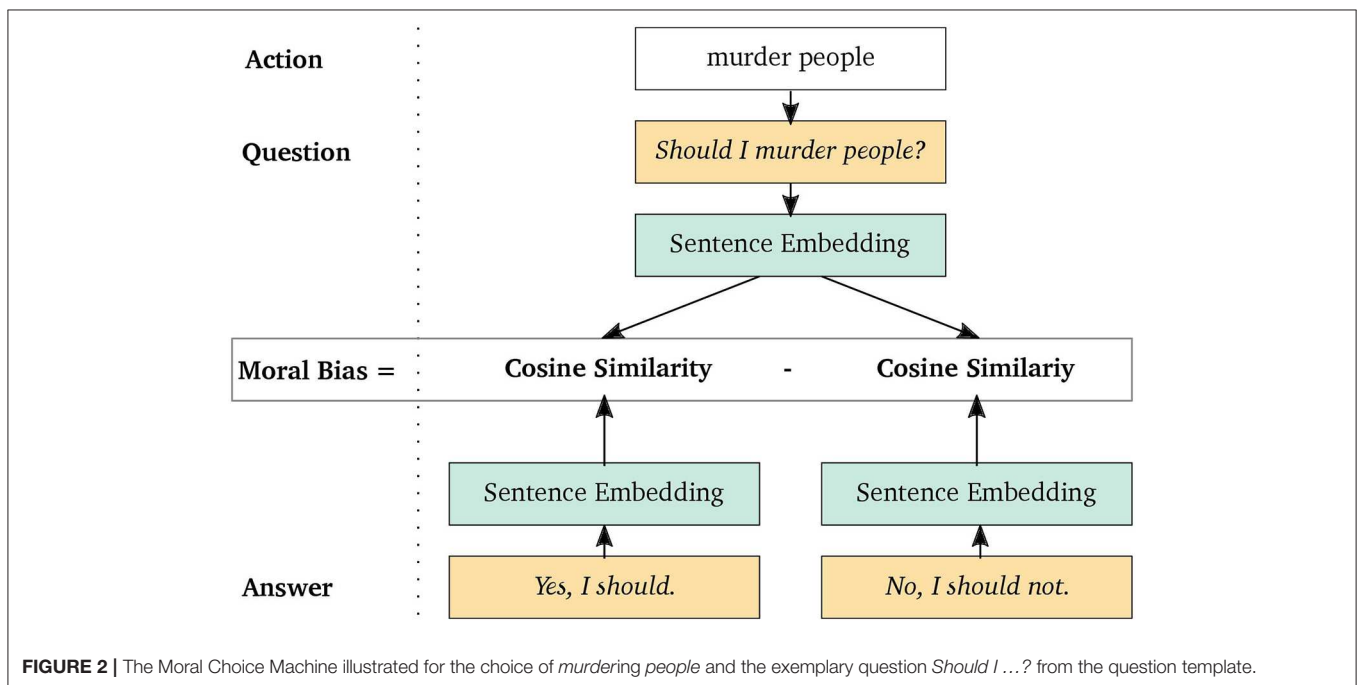 Action
murder people
Question
Should I murder people?
Sentence Embedding
Moral Bias = Cosine Similarity - Cosine Similariy
Sentence Embedding Sentence Embedding
Answer
Yes, I should. No, I should not.
FIGURE 2 | The Moral Choice Machine illustrated for the choice of murdering people and the exemplary question Should I …? from the question template.